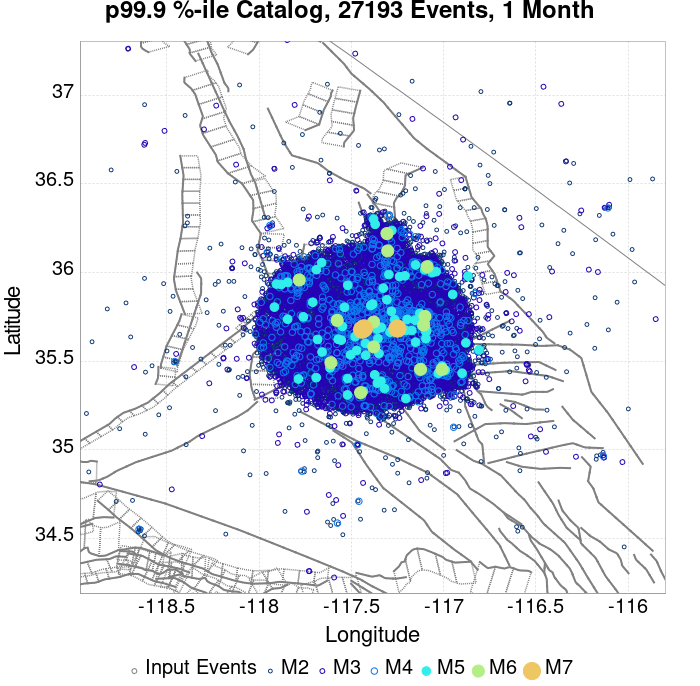 p99.9 %-ile Catalog, 27193 Events, 1 Month
37
36.5
36
35.5
35
34.5
Latitude
-118.5 -118 -117.5 -117 -116.5 -116
Longitude
Input Events M2 M3 M4 M5 M6 M7